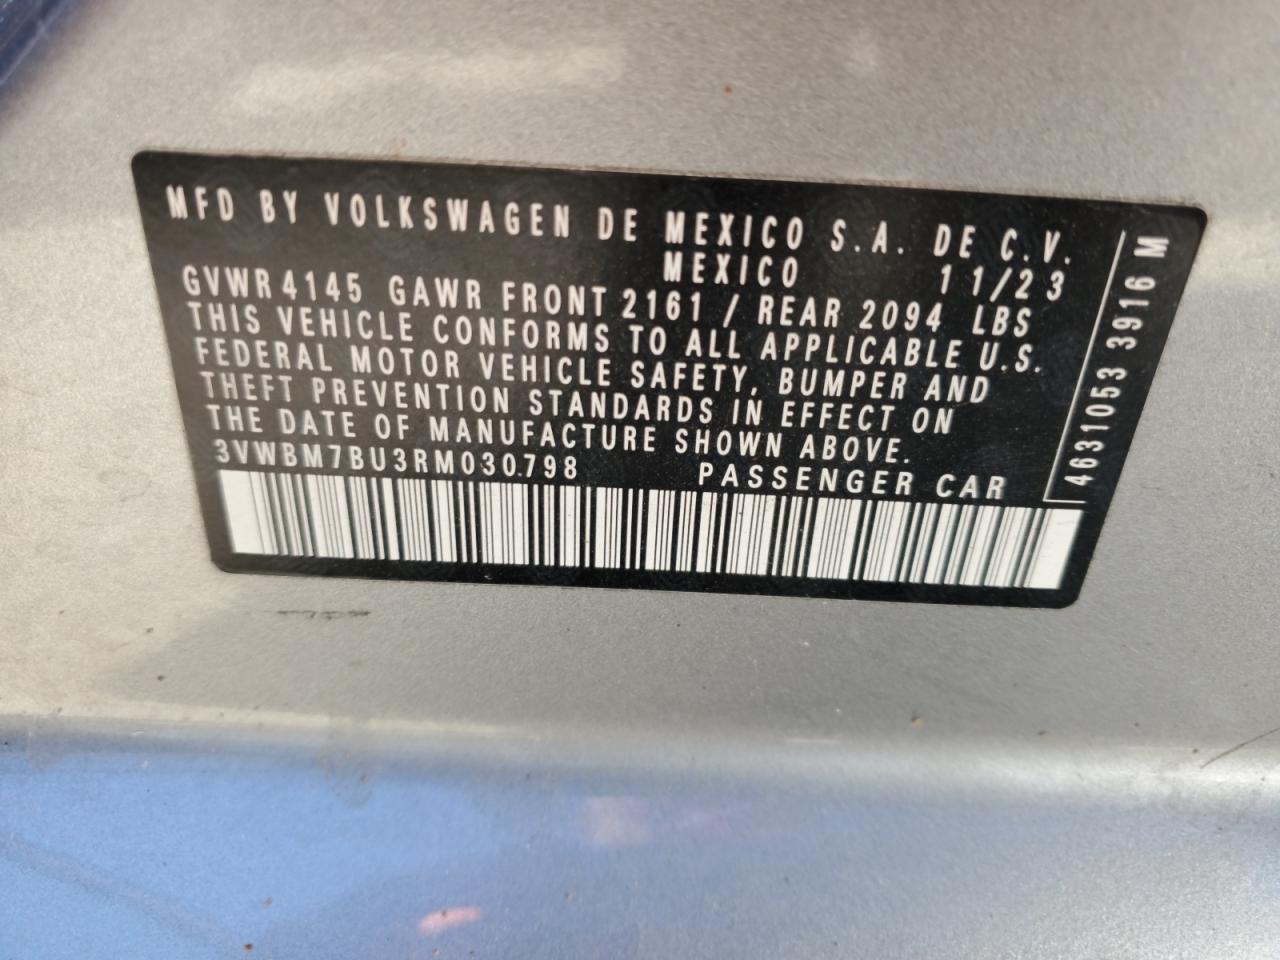 MFD BY VOLKSWAGEN DE MEXICO S.A. DE C.V.
MEXICO 11/23
GVWR 4145 GAWR FRONT 2161 / REAR 2094 LBS
THIS VEHICLE CONFORMS TO ALL APPLICABLE U.S.
FEDERAL MOTOR VEHICLE SAFETY, BUMPER AND
THEFT PREVENTION STANDARDS IN EFFECT ON
THE DATE OF MANUFACTURE SHOWN ABOVE.
3VWBM7BU3RM030798 PASSENGER CAR
4631053 3916 M